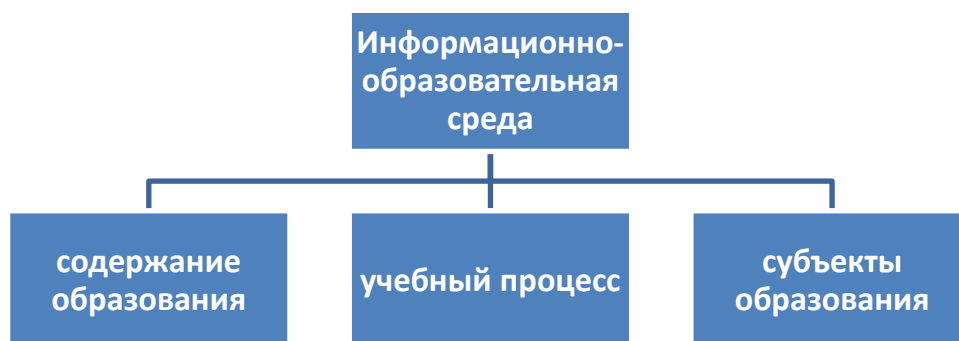 Информационно-
образовательная
среда
содержание
образования
учебный процесс
субъекты
образования